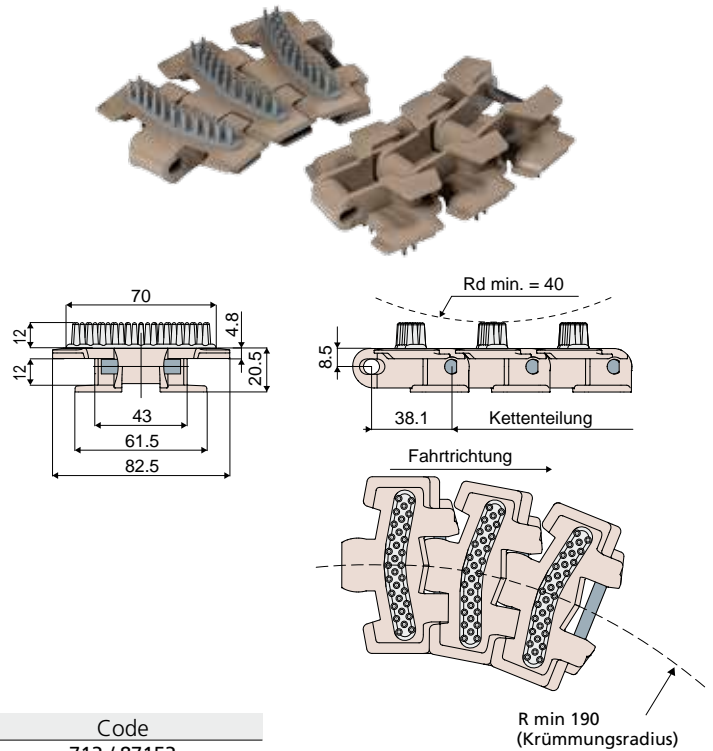 70
12
4.8
20.5
12
43
61.5
82.5
Rd min. = 40
8.5
38.1 Kettenteilung
Fahrtrichtung
R min 190
(Krümmungsradius)
Code